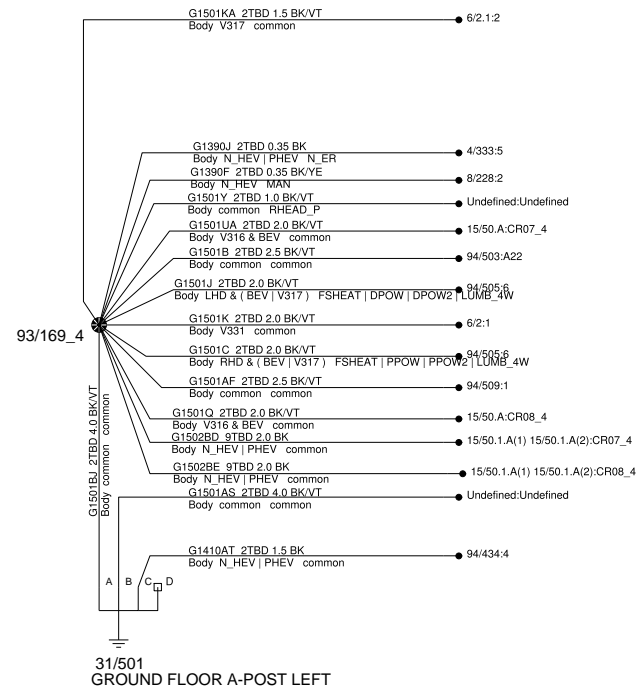 G1501KA 2TBD 1.5 BK/VT
Body V317 common
6/2.1:2
G1390J 2TBD 0.35 BK
Body N_HEV | PHEV N_ER
4/333:5
G1390F 2TBD 0.35 BK/YE
Body N_HEV MAN
8/228:2
G1501Y 2TBD 1.0 BK/VT
Body common RHEAD_P
Undefined:Undefined
G1501UA 2TBD 2.0 BK/VT
Body V316 & BEV common
15/50.A:CR07_4
G1501B 2TBD 2.5 BK/VT
Body common common
94/503:A22
G1501J 2TBD 2.0 BK/VT
Body LHD & ( BEV | V317 ) FSHEAT | DPOW | DPOW2 | LUMB_4W
94/505:6
G1501K 2TBD 2.0 BK/VT
Body V331 common
6/2:1
93/169_4
G1501C 2TBD 2.0 BK/VT
Body RHD & ( BEV | V317 ) FSHEAT | PPOW | PPOW2 | LUMB_4W
94/505:6
G1501AF 2TBD 2.5 BK/VT
Body common common
94/509:1
G1501Q 2TBD 2.0 BK/VT
Body V316 & BEV common
15/50.A:CR08_4
G1502BD 9TBD 2.0 BK
Body N_HEV | PHEV common
15/50.1.A(1) 15/50.1.A(2):CR07_4
G1502BE 9TBD 2.0 BK
Body N_HEV | PHEV common
15/50.1.A(1) 15/50.1.A(2):CR08_4
G1501BJ 2TBD 4.0 BK/VT
Body common common
G1501AS 2TBD 4.0 BK/VT
Body common common
Undefined:Undefined
G1410AT 2TBD 1.5 BK
Body N_HEV | PHEV common
94/434:4
A B C D
31/501
GROUND FLOOR A-POST LEFT